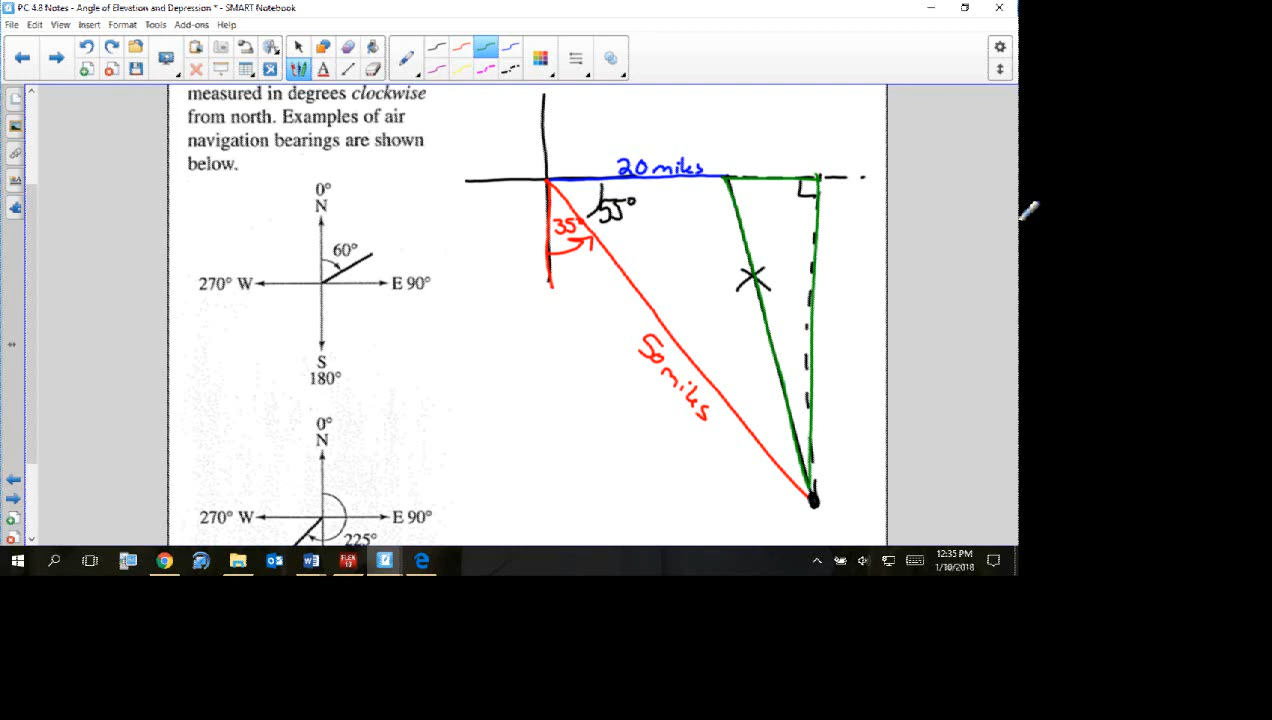 PC 4.8 Notes - Angle of Elevation and Depression * - SMART Notebook
File Edit View Insert Format Tools Add-ons Help
measured in degrees clockwise
from north. Examples of air
navigation bearings are shown
below.
0°
N
60°
270° W
E 90°
S
180°
0°
N
270° W
E 90°
225°
20 miles
55°
35°
50 miles
X
12:35 PM
1/10/2018